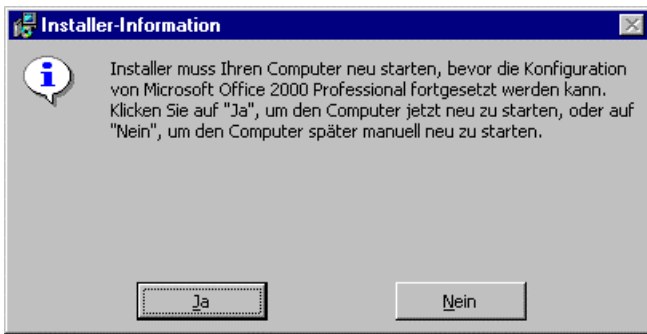 Installer-Information
Installer muss Ihren Computer neu starten, bevor die Konfiguration
von Microsoft Office 2000 Professional fortgesetzt werden kann.
Klicken Sie auf "Ja", um den Computer jetzt neu zu starten, oder auf
"Nein", um den Computer später manuell neu zu starten.
Ja
Nein